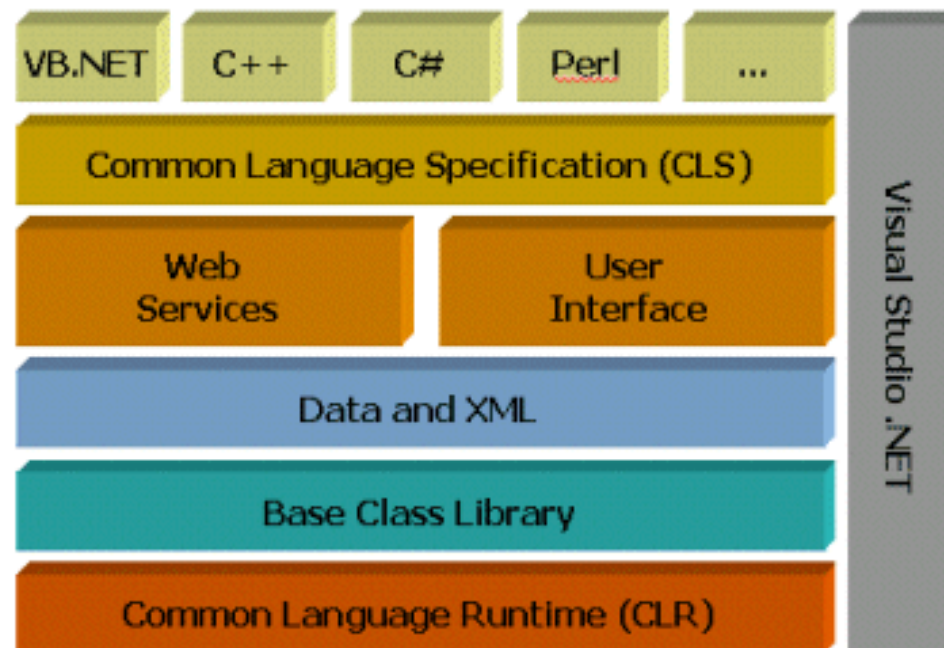 VB.NET
C++
C#
Perl
...
Common Language Specification (CLS)
Web
Services
User
Interface
Data and XML
Base Class Library
Common Language Runtime (CLR)
Visual Studio .NET